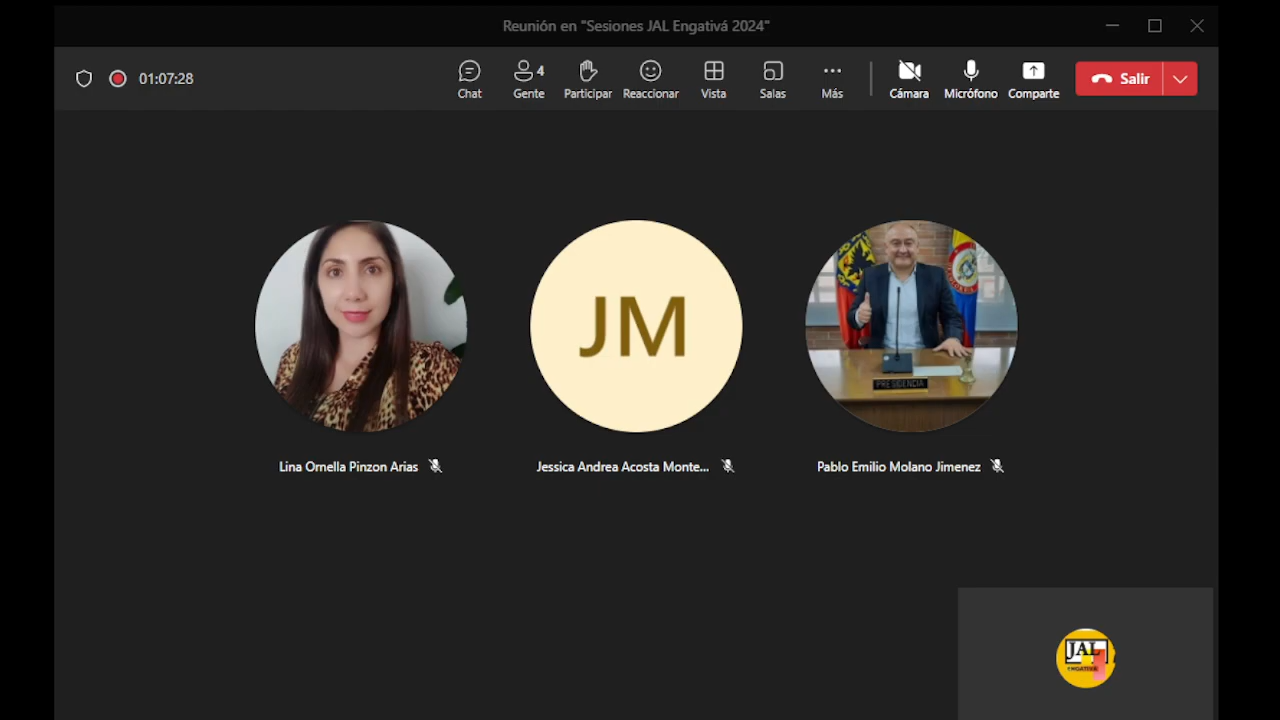 Reunión en "Sesiones JAL Engativá 2024"
01:07:28
Chat
4
Gente
Participar
Reaccionar
Vista
Salas
Más
Cámara
Micrófono
Comparte
Salir
JM
PRESIDENCIA
Lina Ornella Pinzon Arias
Jessica Andrea Acosta Monte...
Pablo Emilio Molano Jimenez
JAL
ENGATIVÁ